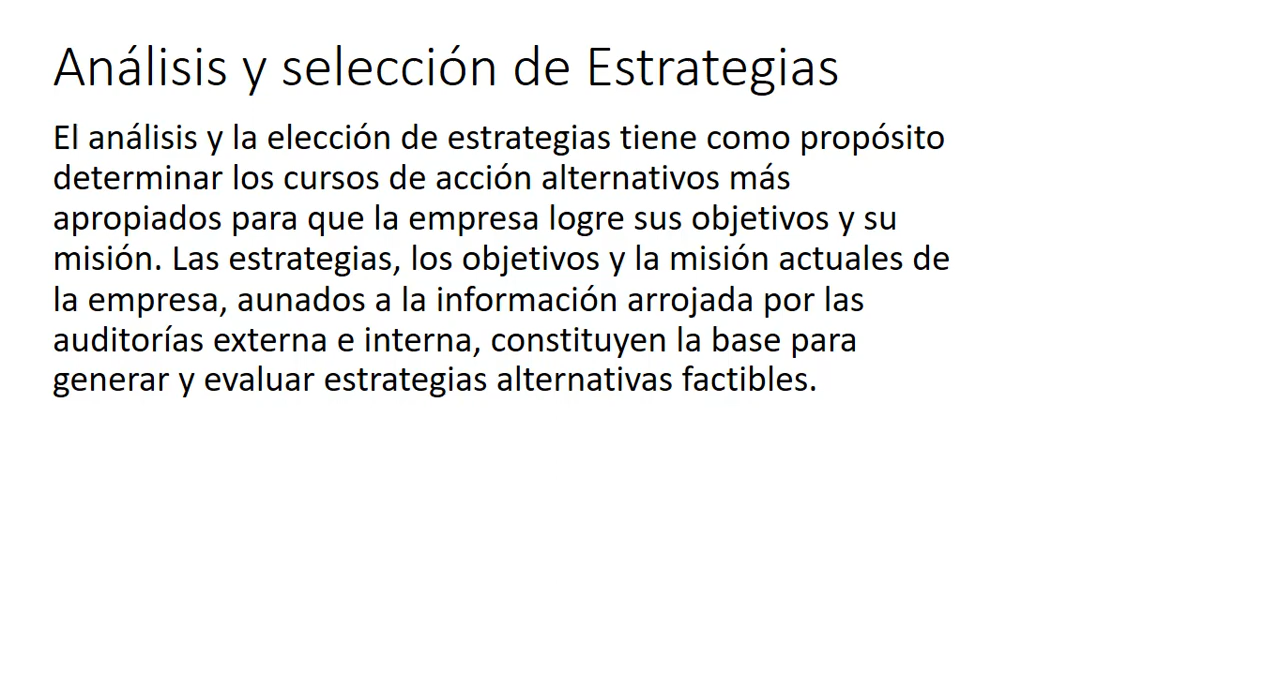 Análisis y selección de Estrategias
El análisis y la elección de estrategias tiene como propósito
determinar los cursos de acción alternativos más
apropiados para que la empresa logre sus objetivos y su
misión. Las estrategias, los objetivos y la misión actuales de
la empresa, aunados a la información arrojada por las
auditorías externa e interna, constituyen la base para
generar y evaluar estrategias alternativas factibles.